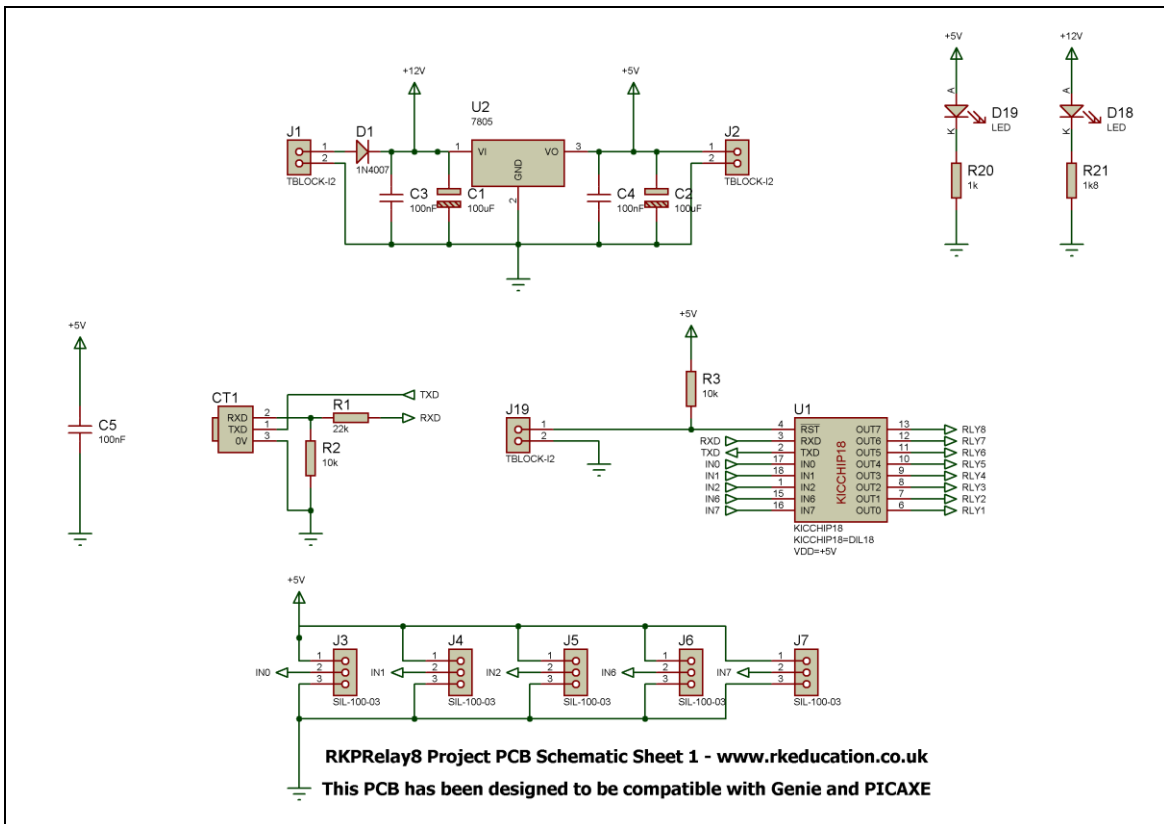 +5V
+12V
+12V
+5V
U2
7805
J1
D1
J2
1
2
1N4007
TBLOCK-I2
1
VI
VO
3
GND
2
1
2
TBLOCK-I2
C3
100nF
C1
100uF
C4
100nF
C2
100uF
A
K
D19
LED
R20
1k
A
K
D18
LED
R21
1k8
+5V
C5
100nF
CT1
RXD
TXD
0V
2
1
3
TXD
R1
22k
RXD
R2
10k
+5V
R3
10k
J19
1
2
TBLOCK-I2
U1
RXD
TXD
IN0
IN1
IN2
IN6
IN7
4
3
2
17
18
1
15
16
RST
RXD
TXD
IN0
IN1
IN2
IN6
IN7
KICCHIP18
OUT7
OUT6
OUT5
OUT4
OUT3
OUT2
OUT1
OUT0
13
12
11
10
9
8
7
6
RLY8
RLY7
RLY6
RLY5
RLY4
RLY3
RLY2
RLY1
KICCHIP18
KICCHIP18=DIL18
VDD=+5V
+5V
J3
IN0
1
2
3
SIL-100-03
J4
IN1
1
2
3
SIL-100-03
J5
IN2
1
2
3
SIL-100-03
J6
IN6
1
2
3
SIL-100-03
J7
IN7
1
2
3
SIL-100-03
RKPRelay8 Project PCB Schematic Sheet 1 - www.rkeducation.co.uk
This PCB has been designed to be compatible with Genie and PICAXE